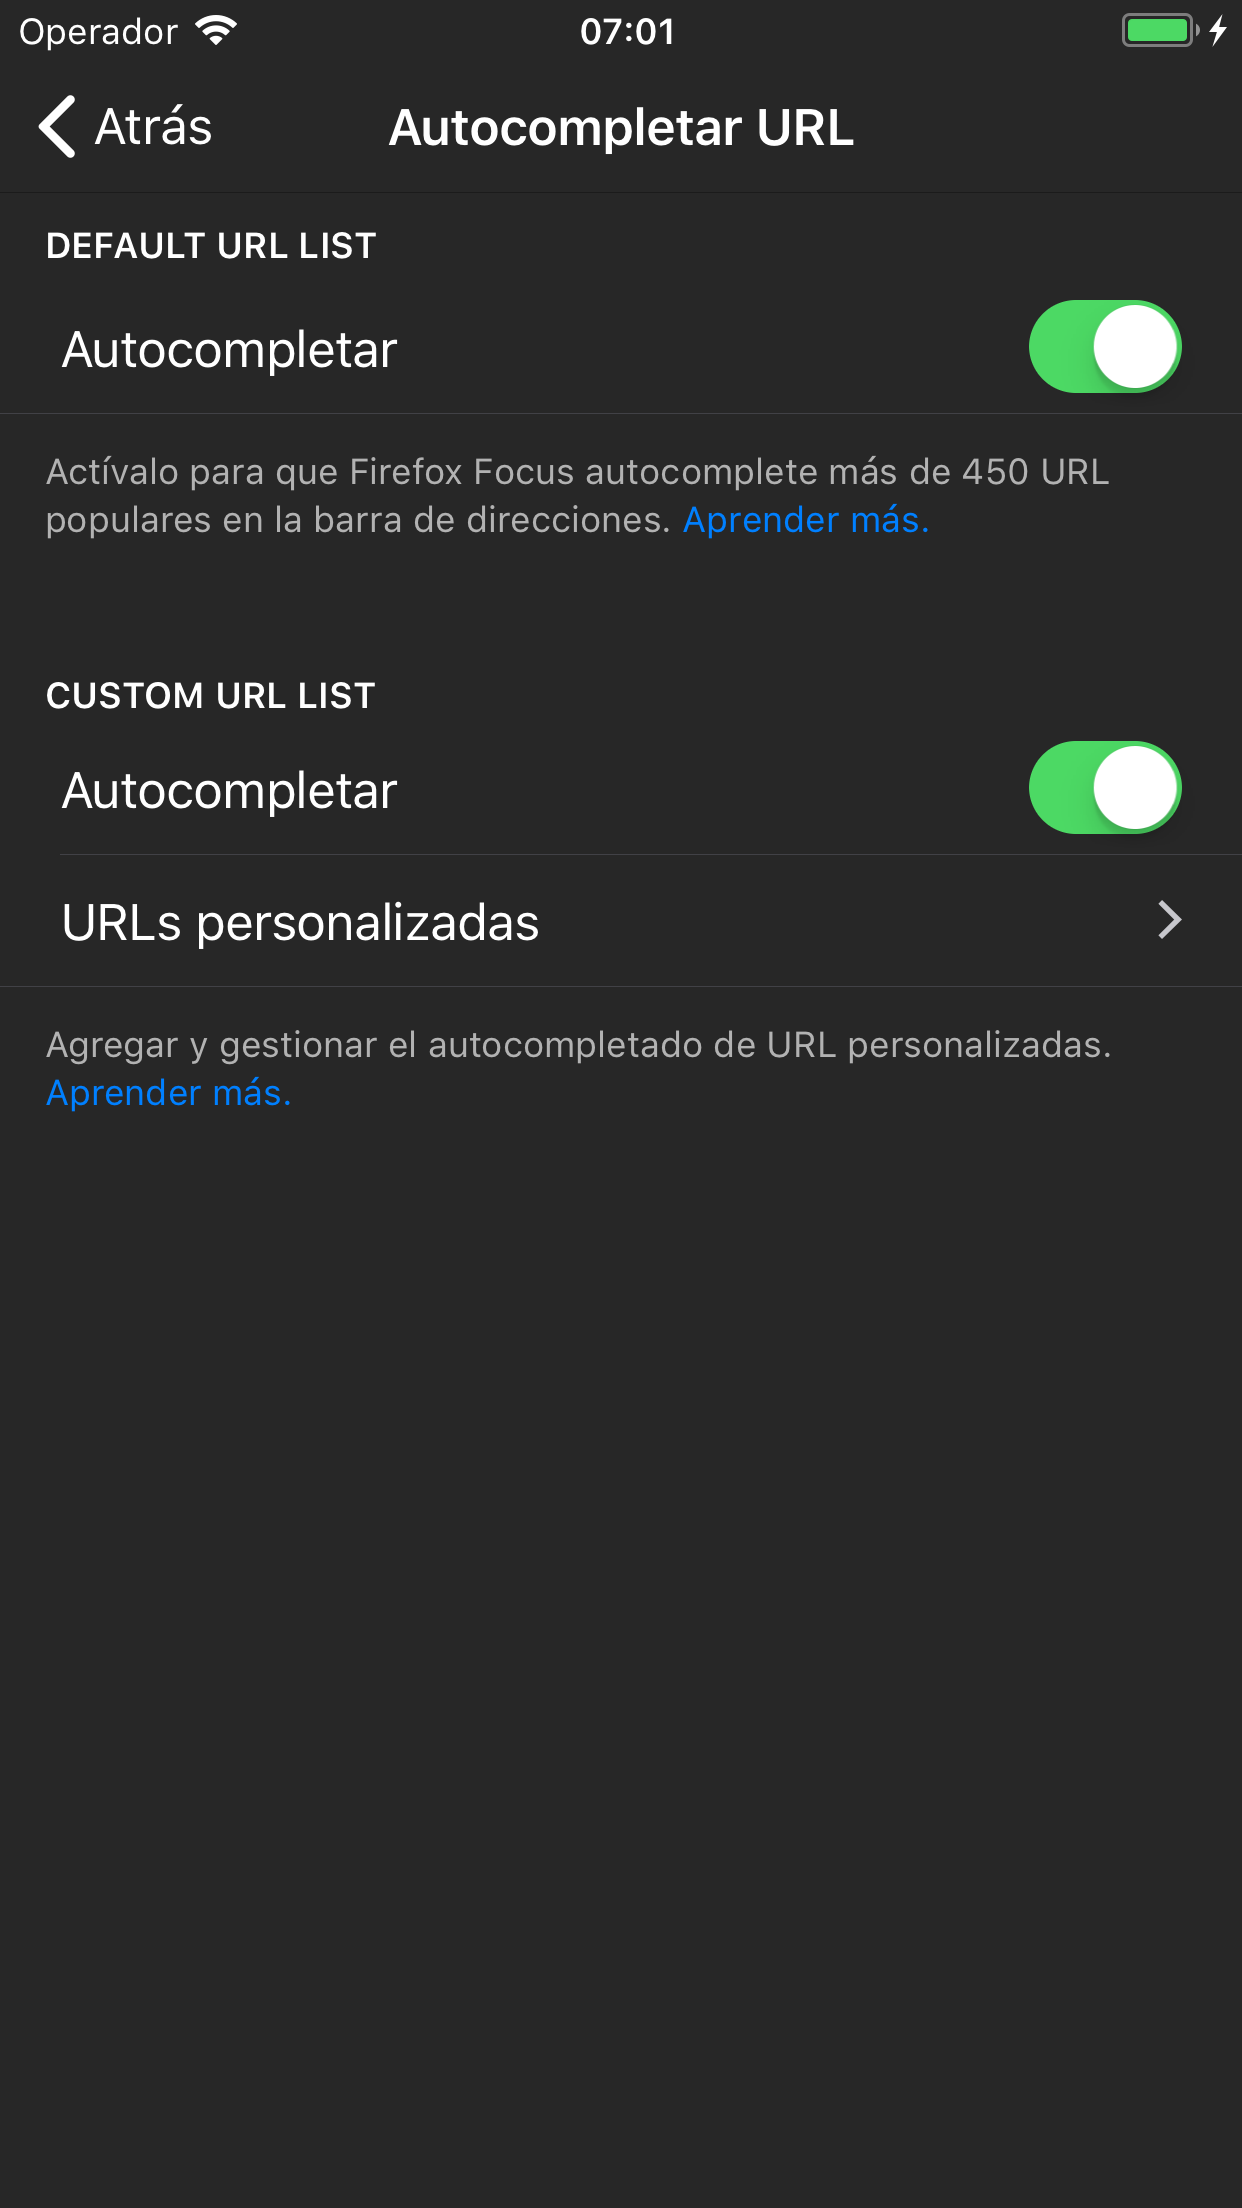 Operador
07:01
Atrás
Autocompletar URL
DEFAULT URL LIST
Autocompletar
Actívalo para que Firefox Focus autocomplete más de 450 URL
populares en la barra de direcciones. Aprender más.
CUSTOM URL LIST
Autocompletar
URLs personalizadas
Agregar y gestionar el autocompletado de URL personalizadas.
Aprender más.